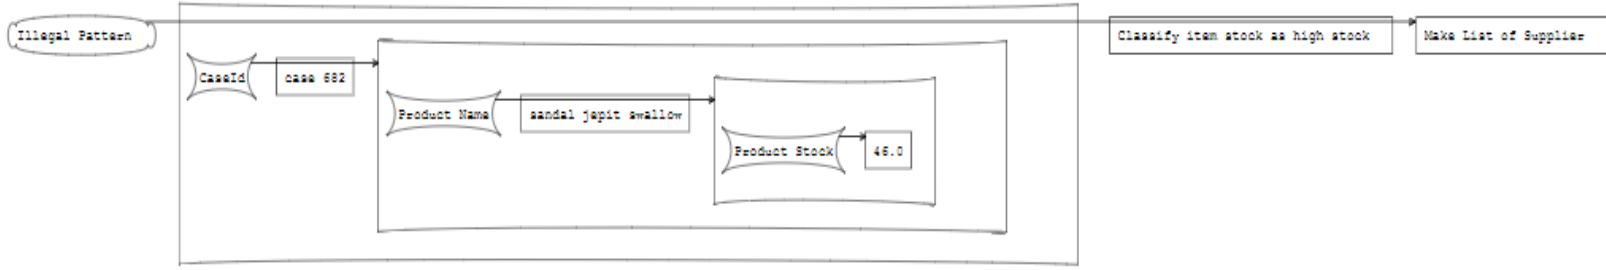 Illegal Pattern
Classify item stock as high stock
Make List of Supplier
CaseId
case 682
Product Name
sandal jepit swallow
Product Stock
46.0